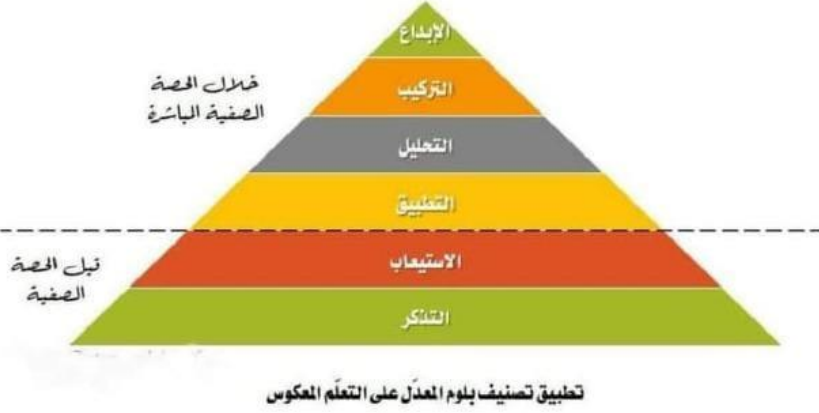 الإبداع
خلال الحصة
الصفية المباشرة
التركيب
التحليل
التطبيق
قبل الحصة
الصفية
الاستيعاب
التذكر
تطبيق تصنيف بلوم المعدّل على التعلّم المعكوس